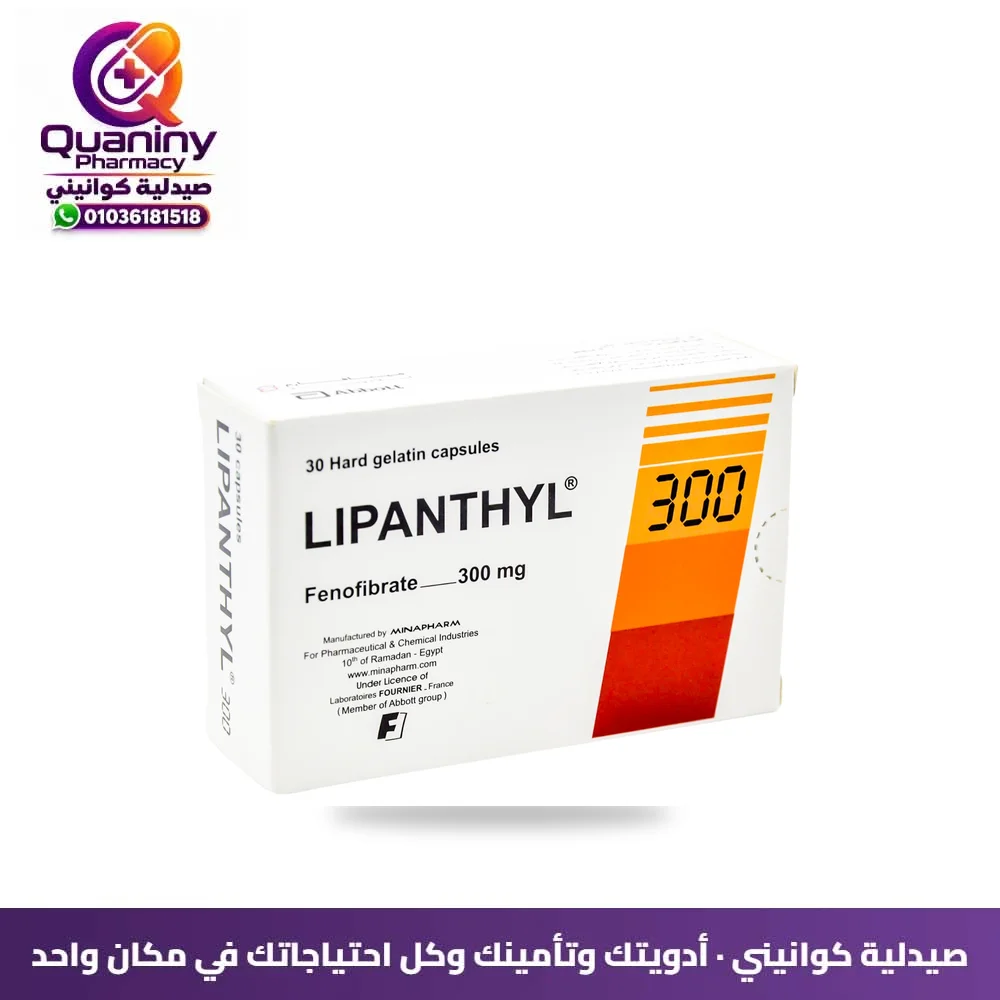 Quaniny
Pharmacy
صيدلية كوانيني
01036181518
Abbott
30 Hard gelatin capsules
LIPANTHYL®
Fenofibrate 300 mg
300
Manufactured by MINAPHARM
For Pharmaceutical & Chemical Industries
10th of Ramadan - Egypt
www.minapharm.com
Under Licence of
Laboratoires FOURNIER - France
(Member of Abbott group)
F
30 capsules
LIPANTHYL® 300
صيدلية كوانيني · أدويتك وتأمينك وكل احتياجاتك في مكان واحد